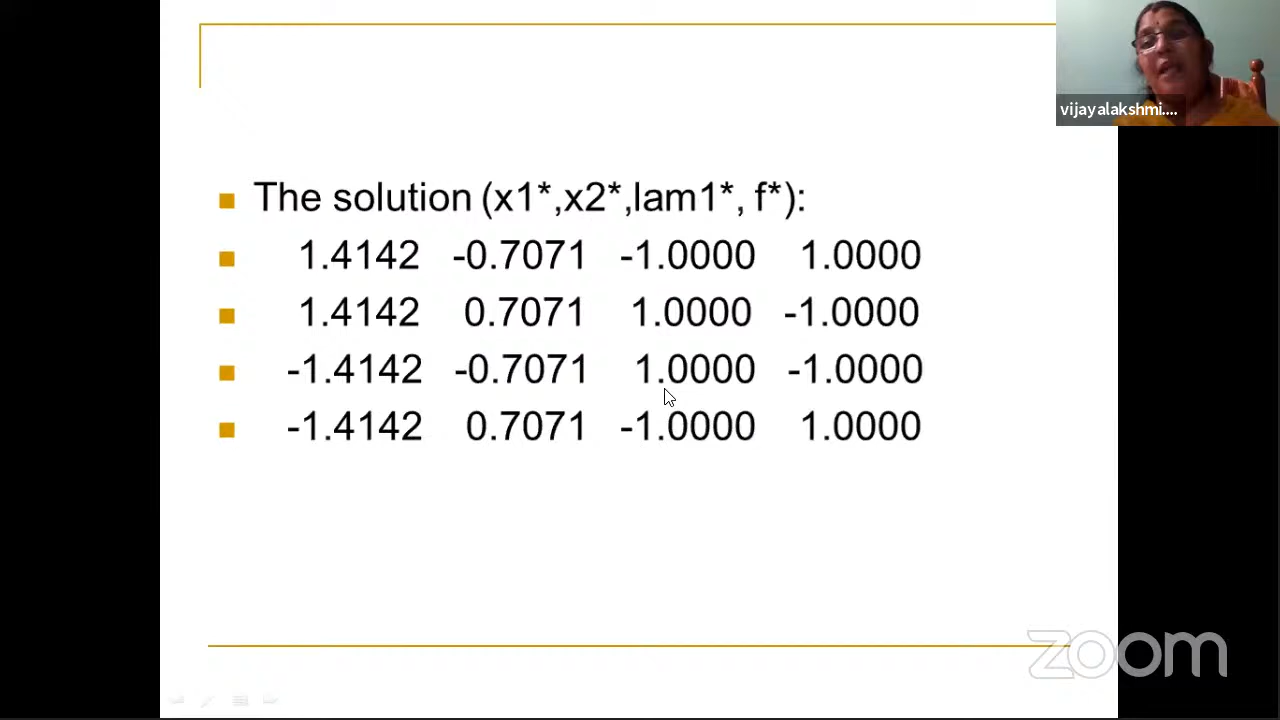 vijayalakshmi....
The solution (x1*,x2*,lam1*, f*):
1.4142 -0.7071 -1.0000 1.0000
1.4142 0.7071 1.0000 -1.0000
-1.4142 -0.7071 1.0000 -1.0000
-1.4142 0.7071 -1.0000 1.0000
zoom